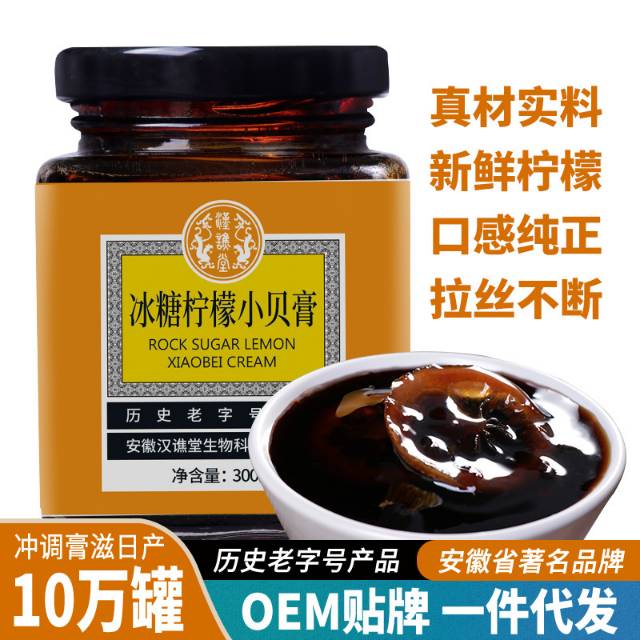 真材实料
新鲜柠檬
口感纯正
拉丝不断
漢譙堂
冰糖柠檬小贝膏
ROCK SUGAR LEMON
XIAOBEI CREAM
历史老字号
安徽汉谯堂生物科
净含量:300
冲调膏滋日产
10万罐
历史老字号产品
安徽省著名品牌
OEM贴牌 一件代发